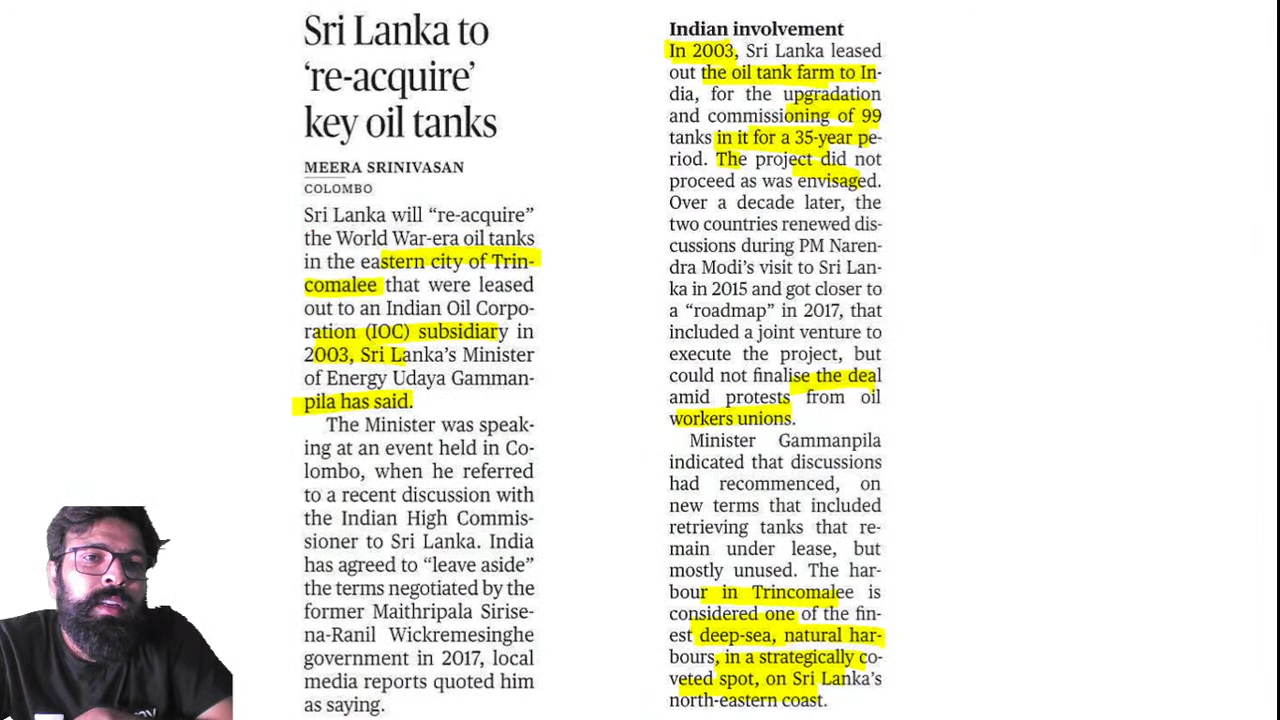 Sri Lanka to
‘re-acquire’
key oil tanks
MEERA SRINIVASAN
COLOMBO
Sri Lanka will “re-acquire”
the World War-era oil tanks
in the eastern city of Trin-
comalee that were leased
out to an Indian Oil Corpo-
ration (IOC) subsidiary in
2003, Sri Lanka’s Minister
of Energy Udaya Gamman-
pila has said.
The Minister was speak-
ing at an event held in Co-
lombo, when he referred
to a recent discussion with
the Indian High Commis-
sioner to Sri Lanka. India
has agreed to “leave aside”
the terms negotiated by the
former Maithripala Sirise-
na-Ranil Wickremesinghe
government in 2017, local
media reports quoted him
as saying.
Indian involvement
In 2003, Sri Lanka leased
out the oil tank farm to In-
dia, for the upgradation
and commissioning of 99
tanks in it for a 35-year pe-
riod. The project did not
proceed as was envisaged.
Over a decade later, the
two countries renewed dis-
cussions during PM Naren-
dra Modi’s visit to Sri Lan-
ka in 2015 and got closer to
a “roadmap” in 2017, that
included a joint venture to
execute the project, but
could not finalise the deal
amid protests from oil
workers unions.
Minister Gammanpila
indicated that discussions
had recommenced, on
new terms that included
retrieving tanks that re-
main under lease, but
mostly unused. The har-
bour in Trincomalee is
considered one of the fin-
est deep-sea, natural har-
bours, in a strategically co-
veted spot, on Sri Lanka’s
north-eastern coast.